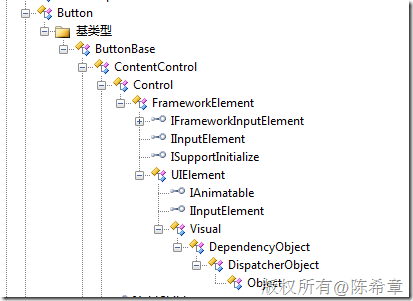 Button
基类型
ButtonBase
ContentControl
Control
FrameworkElement
IFrameworkInputElement
IInputElement
ISupportInitialize
UIElement
IAnimatable
IInputElement
Visual
DependencyObject
DispatcherObject
Object
版权所有@陈希章